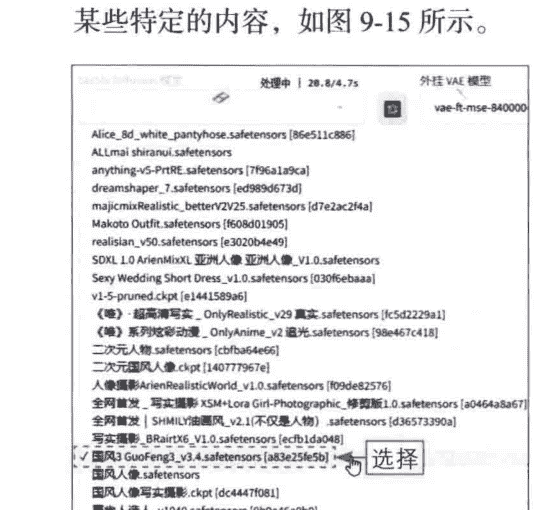 某些特定的内容，如图 9-15 所示。
处理中 | 20.8/4.7s
外挂 VAE 模型
vae-ft-mse-840000-
Alice_8d_white_pantyhose.safetensors [86e511c886]
ALLmai shiranui.safetensors
anything-v5-PrtRE.safetensors [7f96a1a9ca]
dreamshaper_7.safetensors [ed989d673d]
majicmixRealistic_betterV2V25.safetensors [d7e2ac2f4a]
Makoto Outfit.safetensors [f608d01905]
realisian_v50.safetensors [e3020b4e49]
SDXL 1.0 ArienMixXL 亚洲人像 亚洲人像_V1.0.safetensors
Sexy Wedding Short Dress_v1.0.safetensors [030f6ebaaa]
v1-5-pruned.ckpt [e1441589a6]
《唯》· 超高清写实 _ OnlyRealistic_v29 真实.safetensors [fc5d2229a1]
《唯》系列炫彩动漫 _ OnlyAnime_v2 追光.safetensors [98e467c418]
二次元人物.safetensors [cbfba64e66]
二次元国风人像.ckpt [140777967e]
人像摄影ArienRealisticWorld_v1.0.safetensors [f09de82576]
全网首发 _ 写实摄影 XSM+Lora Girl-Photographic_修剪版1.0.safetensors [a0464a8a67]
全网首发 | SHMILY油画风_v2.1(不仅是人物) .safetensors [d36573390a]
写实摄影_BRairtX6_V1.0.safetensors [ecfb1da048]
✓ 国风3 GuoFeng3_v3.4.safetensors [a83e25fe5b]
选择
国风人像.safetensors
国风人像写实摄影.ckpt [dc4447f081]